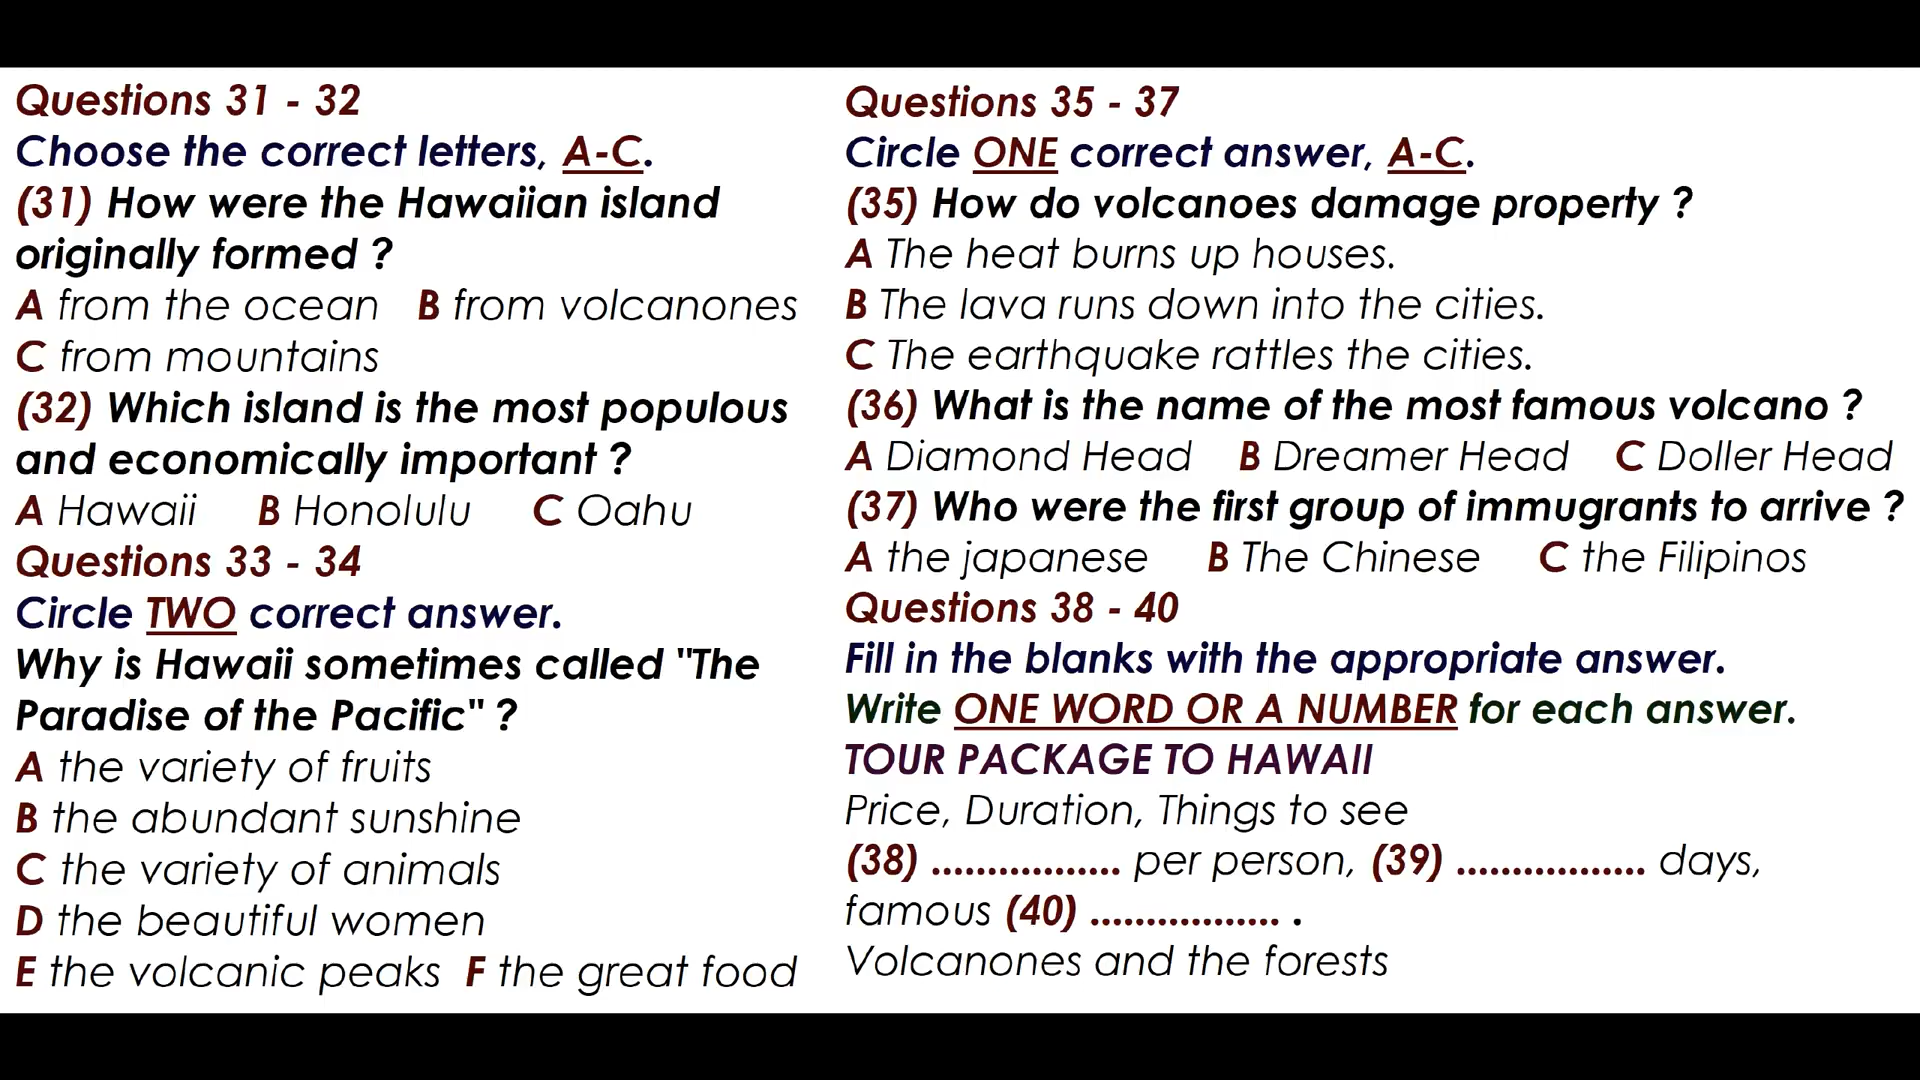 Questions 31 - 32
Choose the correct letters, A-C.
(31) How were the Hawaiian island
originally formed ?
A from the ocean B from volcanones
C from mountains
(32) Which island is the most populous
and economically important ?
A Hawaii B Honolulu C Oahu
Questions 33 - 34
Circle TWO correct answer.
Why is Hawaii sometimes called "The
Paradise of the Pacific" ?
A the variety of fruits
B the abundant sunshine
C the variety of animals
D the beautiful women
E the volcanic peaks F the great food
Questions 35 - 37
Circle ONE correct answer, A-C.
(35) How do volcanoes damage property ?
A The heat burns up houses.
B The lava runs down into the cities.
C The earthquake rattles the cities.
(36) What is the name of the most famous volcano ?
A Diamond Head B Dreamer Head C Doller Head
(37) Who were the first group of immugrants to arrive ?
A the japanese B The Chinese C the Filipinos
Questions 38 - 40
Fill in the blanks with the appropriate answer.
Write ONE WORD OR A NUMBER for each answer.
TOUR PACKAGE TO HAWAII
Price, Duration, Things to see
(38) ................. per person, (39) ................. days,
famous (40) ................. .
Volcanones and the forests